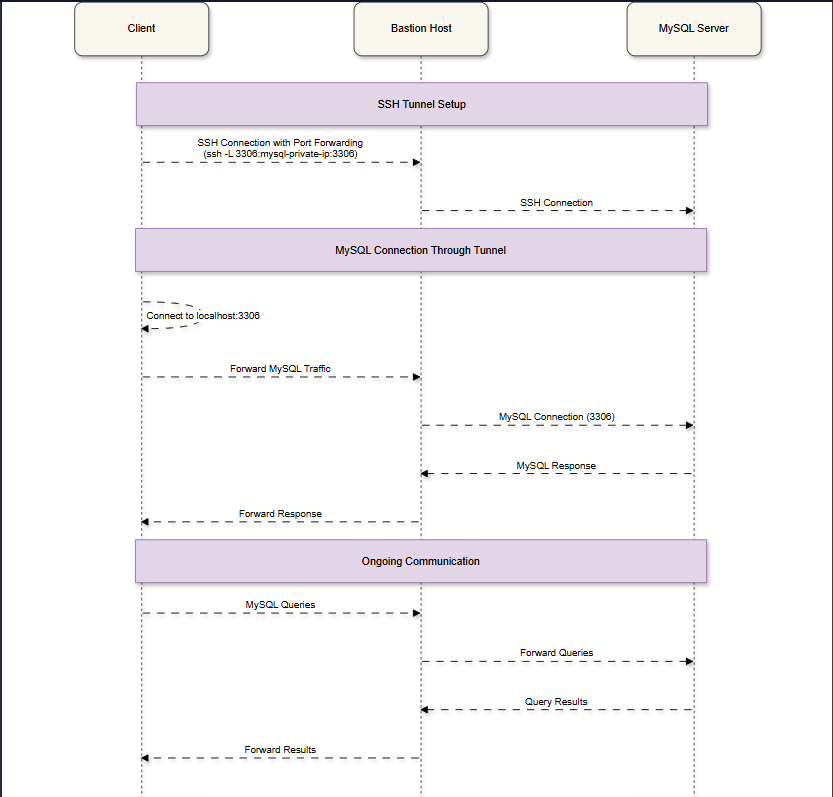 Client
Bastion Host
MySQL Server
SSH Tunnel Setup
SSH Connection with Port Forwarding
(ssh -L 3306:mysql-private-ip:3306)
SSH Connection
MySQL Connection Through Tunnel
Connect to localhost:3306
Forward MySQL Traffic
MySQL Connection (3306)
MySQL Response
Forward Response
Ongoing Communication
MySQL Queries
Forward Queries
Query Results
Forward Results